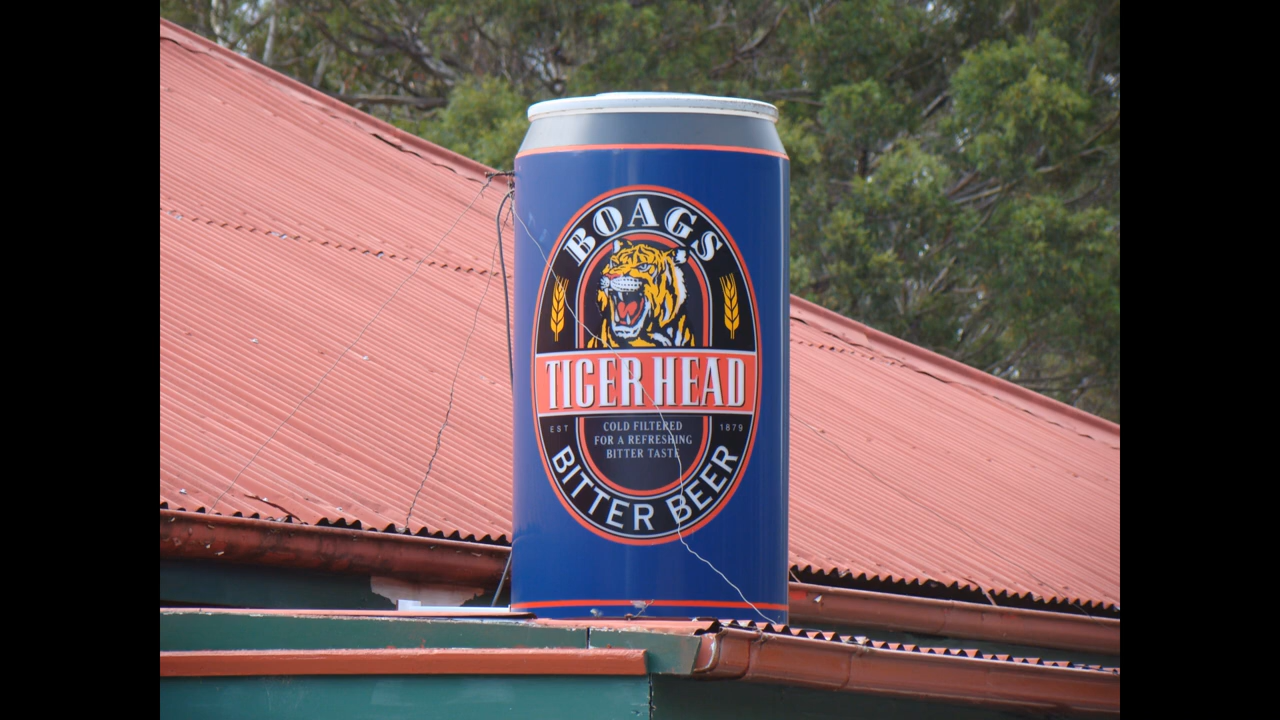 BOAGS
TIGER HEAD
EST 1879
COLD FILTERED
FOR A REFRESHING
BITTER TASTE
BITTER BEER